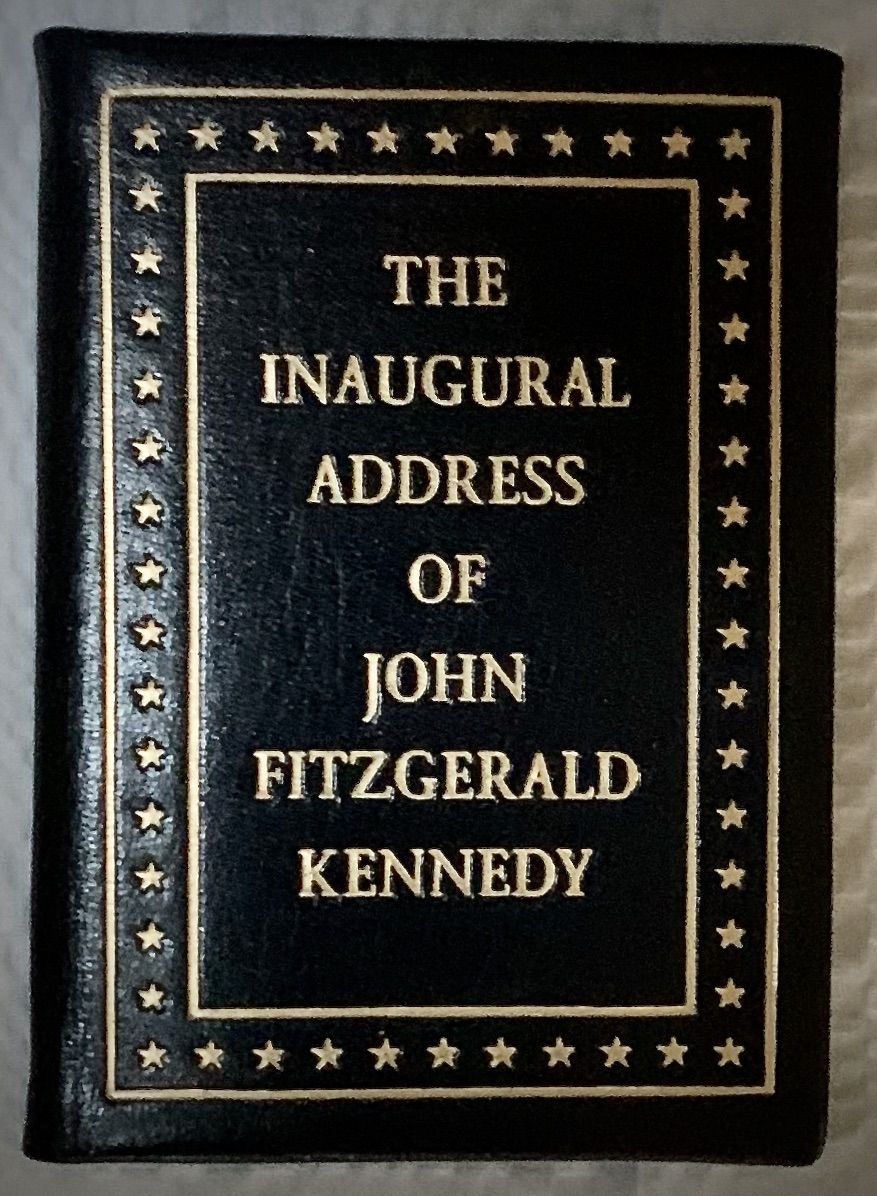 THE
INAUGURAL
ADDRESS
OF
JOHN
FITZGERALD
KENNEDY